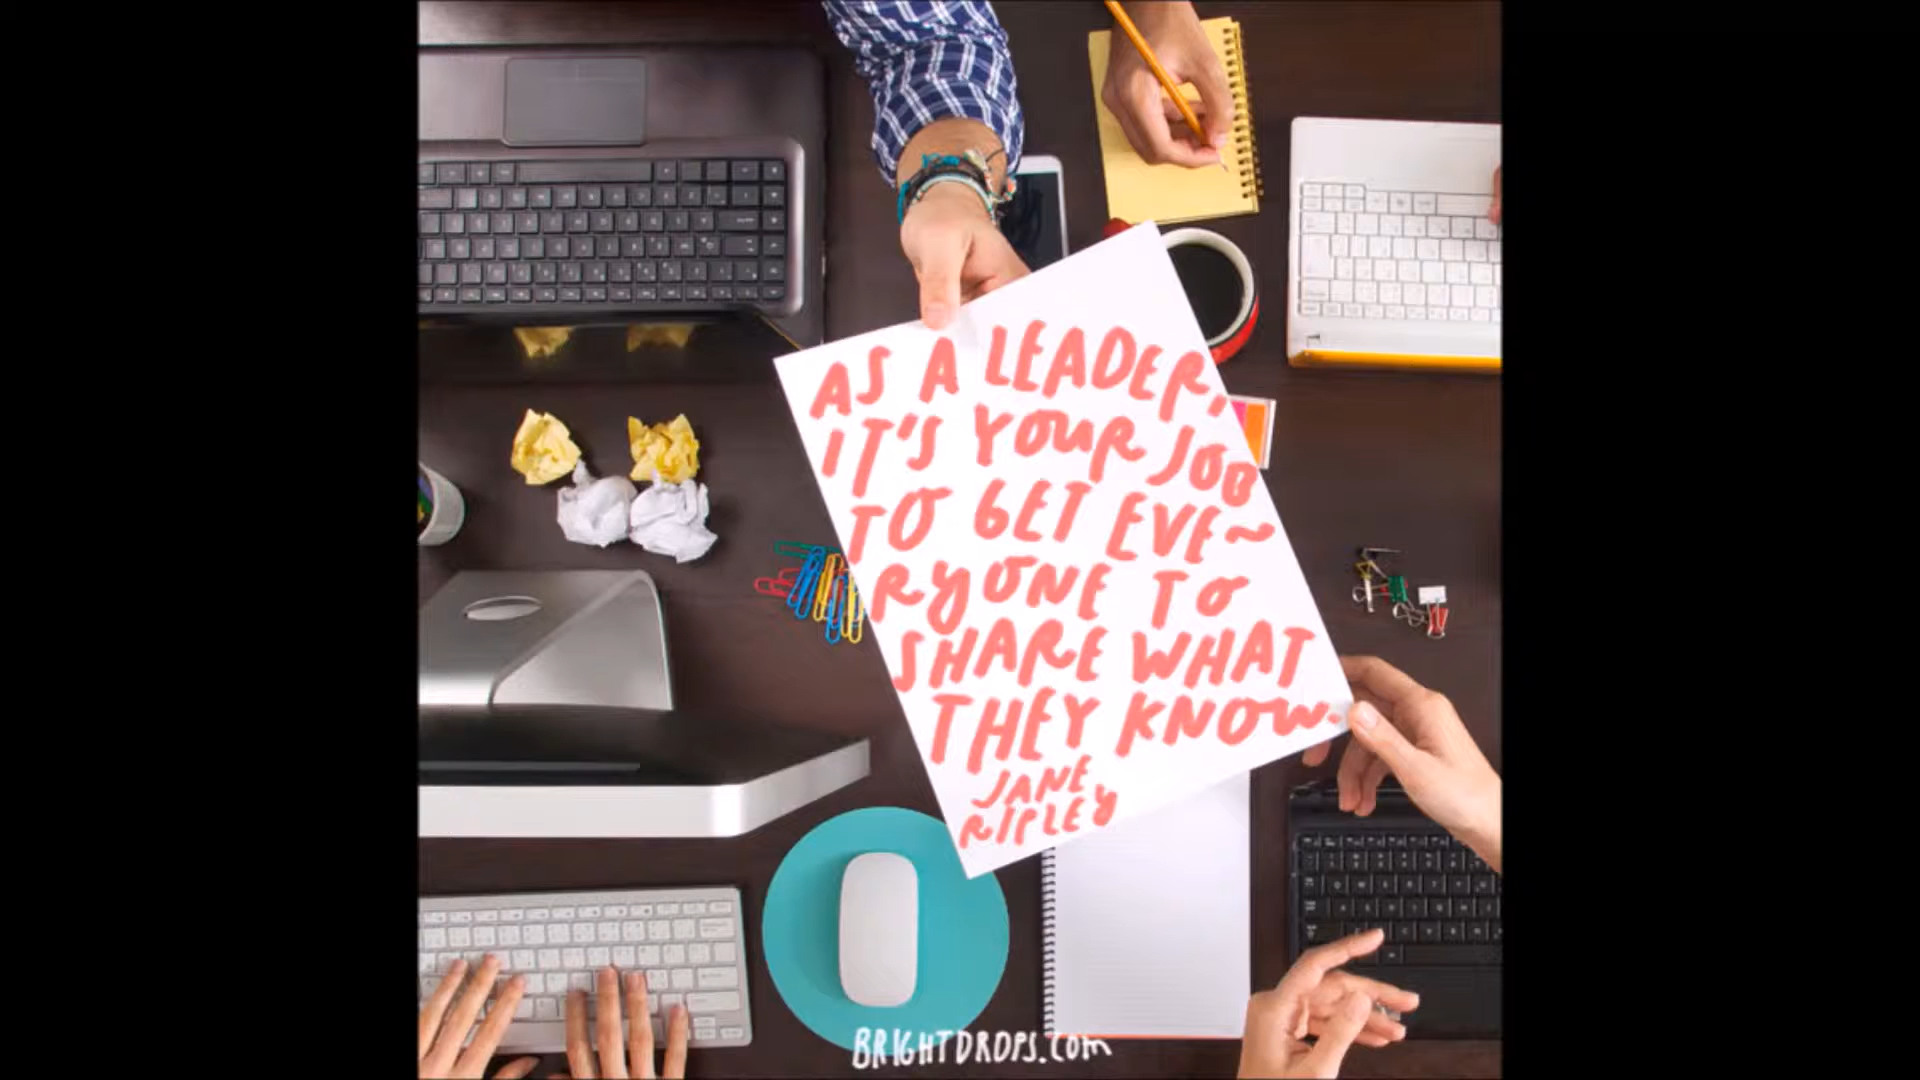 AS A LEADER,
IT'S YOUR JOB
TO GET EVE~
RYONE TO
SHARE WHAT
THEY KNOW.
JANE
RIPLEY
BRIGHTDROPS.COM